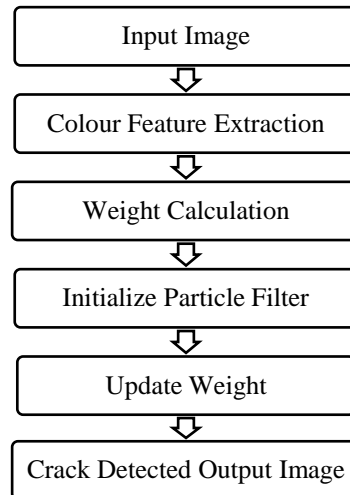 Input Image
Colour Feature Extraction
Weight Calculation
Initialize Particle Filter
Update Weight
Crack Detected Output Image